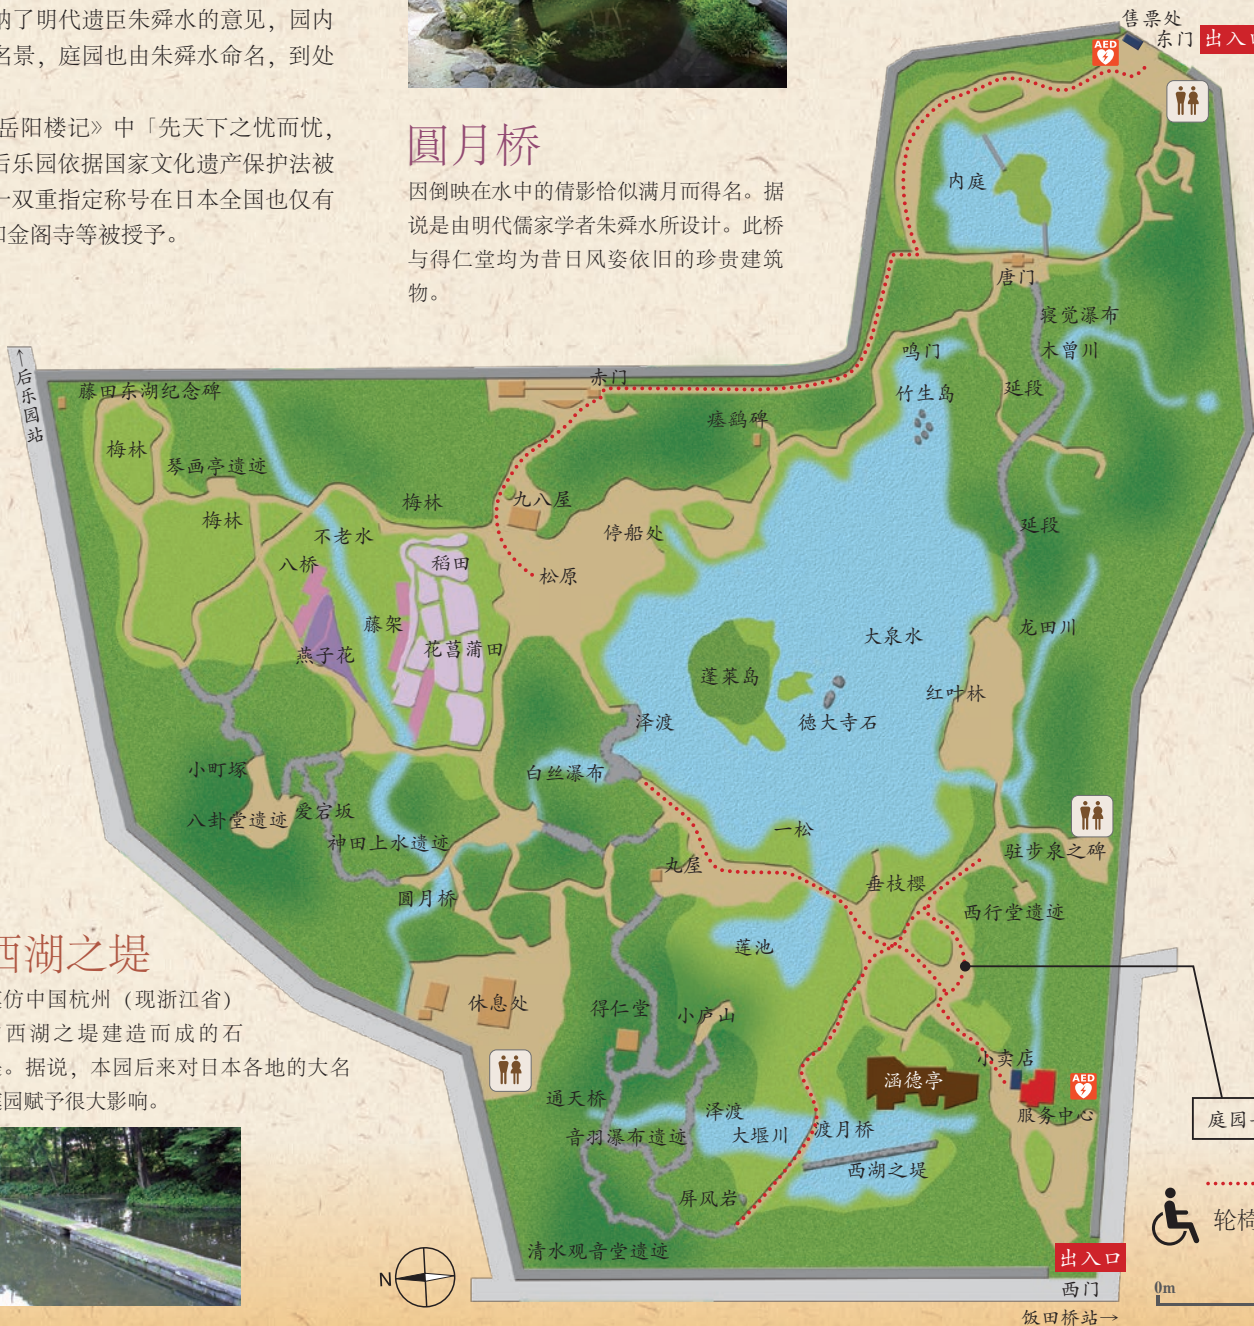 纳了明代遗臣朱舜水的意见，园内
名景，庭园也由朱舜水命名，到处
岳阳楼记》中「先天下之忧而忧，
后乐园依据国家文化遗产保护法被
一双重指定称号在日本全国也仅有
和金阁寺等被授予。
圓月桥
因倒映在水中的倩影恰似满月而得名。据
说是由明代儒家学者朱舜水所设计。此桥
与得仁堂均为昔日风姿依旧的珍贵建筑
物。
售票处
东门
出入口
AED
内庭
唐门
寝觉瀑布
木曾川
鸣门
竹生岛
延段
←后乐园站
藤田东湖纪念碑
赤门
瘗鹞碑
梅林
琴画亭遗迹
梅林
梅林
九八屋
停船处
延段
不老水
八桥
稻田
松原
藤架
花菖蒲田
燕子花
大泉水
龙田川
蓬莱岛
红叶林
德大寺石
泽渡
小町塚
白丝瀑布
八卦堂遗迹
爱宕坂
神田上水遗迹
一松
驻步泉之碑
丸屋
垂枝樱
圆月桥
西行堂遗迹
莲池
西湖之堤
仿中国杭州（现浙江省）
西湖之堤建造而成的石
。据说，本园后来对日本各地的大名
庭园赋予很大影响。
休息处
得仁堂
小庐山
小卖店
涵德亭
AED
服务中心
通天桥
泽渡
音羽瀑布遗迹
大堰川
渡月桥
西湖之堤
屏风岩
清水观音堂遗迹
庭园
轮椅
N
出入口
西门
0m
饭田桥站→